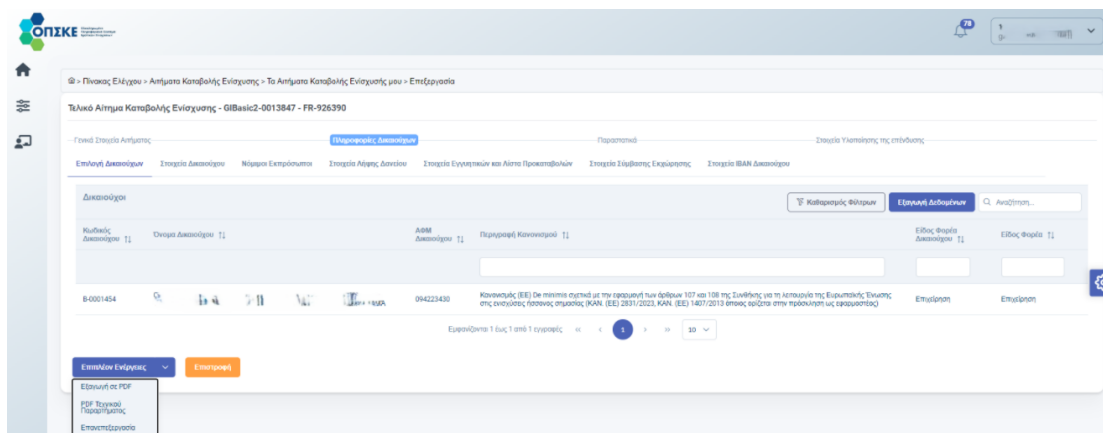 ΟΠΣΚΕ
78
⌂ > Πίνακας Ελέγχου > Αιτήματα Καταβολής Ενίσχυσης > Τα Αιτήματα Καταβολής Ενίσχυσής μου > Επεξεργασία
Τελικό Αίτημα Καταβολής Ενίσχυσης - GIBasic2-0013847 - FR-926390
Γενικά Στοιχεία Αιτήματος Πληροφορίες Δικαιούχων Παραστατικά Στοιχεία Υλοποίησης της επένδυσης
Επιλογή Δικαιούχων Στοιχεία Δικαιούχου Νόμιμοι Εκπρόσωποι Στοιχεία Λήψης Δανείου Στοιχεία Εγγυητικών και Λίστα Προκαταβολών Στοιχεία Σύμβασης Εκχώρησης Στοιχεία IBAN Δικαιούχου
Δικαιούχοι
Καθαρισμός Φίλτρων Εξαγωγή Δεδομένων Αναζήτηση...
Κωδικός Δικαιούχου Όνομα Δικαιούχου ΑΦΜ Δικαιούχου Περιγραφή Κανονισμού Είδος Φορέα Δικαιούχου Είδος Φορέα
B-0001454 094223430 Κανονισμός (ΕΕ) De minimis σχετικά με την εφαρμογή των άρθρων 107 και 108 της Συνθήκης για τη λειτουργία της Ευρωπαϊκής Ένωσης
στις ενισχύσεις ήσσονος σημασίας (ΚΑΝ. (ΕΕ) 2831/2023, ΚΑΝ. (ΕΕ) 1407/2013 όποιος ορίζεται στην πρόσκληση ως εφαρμοστέος) Επιχείρηση Επιχείρηση
Εμφανίζονται 1 έως 1 από 1 εγγραφές « ‹ 1 › » 10
Επιπλέον Ενέργειες Επιστροφή
Εξαγωγή σε PDF
PDF Τεχνικού
Παραρτήματος
Επανεπεξεργασία